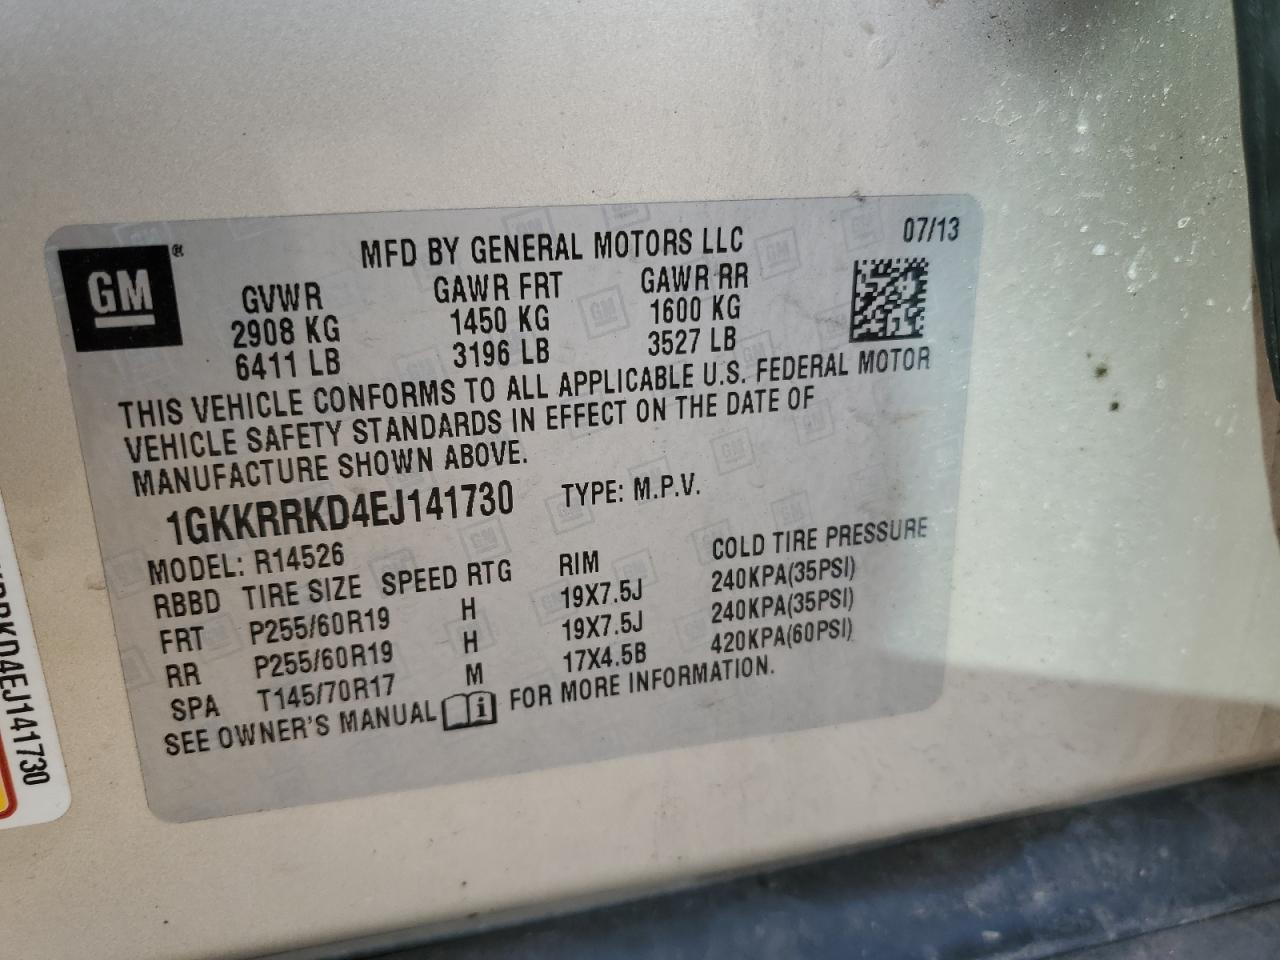 GM ®
MFD BY GENERAL MOTORS LLC 07/13
GVWR GAWR FRT GAWR RR
2908 KG 1450 KG 1600 KG
6411 LB 3196 LB 3527 LB
THIS VEHICLE CONFORMS TO ALL APPLICABLE U.S. FEDERAL MOTOR
VEHICLE SAFETY STANDARDS IN EFFECT ON THE DATE OF
MANUFACTURE SHOWN ABOVE.
1GKKRRKD4EJ141730 TYPE: M.P.V.
MODEL: R14526
RBBD TIRE SIZE SPEED RTG RIM COLD TIRE PRESSURE
FRT P255/60R19 H 19X7.5J 240KPA(35PSI)
RR P255/60R19 H 19X7.5J 240KPA(35PSI)
SPA T145/70R17 M 17X4.5B 420KPA(60PSI)
SEE OWNER'S MANUAL i FOR MORE INFORMATION.
KD4EJ141730